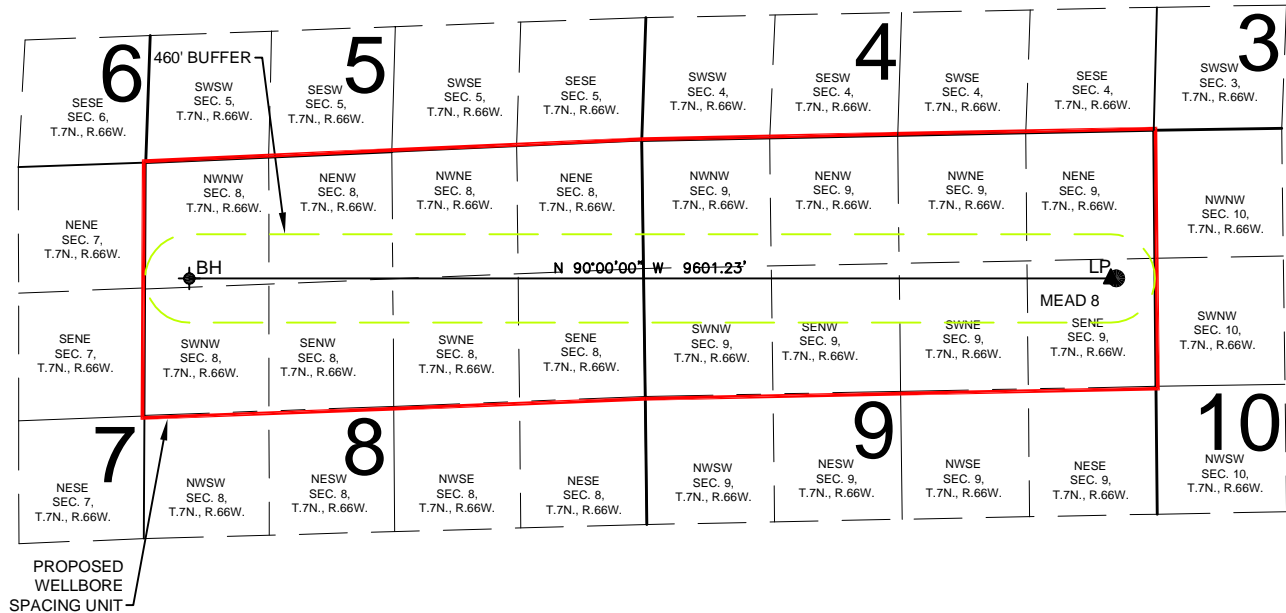 6
5
4
3
460' BUFFER
SESE
SEC. 6,
T.7N., R.66W.
SWSW
SEC. 5,
T.7N., R.66W.
SESW
SEC. 5,
T.7N., R.66W.
SWSE
SEC. 5,
T.7N., R.66W.
SESE
SEC. 5,
T.7N., R.66W.
SWSW
SEC. 4,
T.7N., R.66W.
SESW
SEC. 4,
T.7N., R.66W.
SWSE
SEC. 4,
T.7N., R.66W.
SESE
SEC. 4,
T.7N., R.66W.
SWSW
SEC. 3,
T.7N., R.66W.
NENE
SEC. 7,
T.7N., R.66W.
NWNW
SEC. 8,
T.7N., R.66W.
NENW
SEC. 8,
T.7N., R.66W.
NWNE
SEC. 8,
T.7N., R.66W.
NENE
SEC. 8,
T.7N., R.66W.
NWNW
SEC. 9,
T.7N., R.66W.
NENW
SEC. 9,
T.7N., R.66W.
NWNE
SEC. 9,
T.7N., R.66W.
NENE
SEC. 9,
T.7N., R.66W.
NWNW
SEC. 10,
T.7N., R.66W.
BH
N 90°00'00" W 9601.23'
LP
MEAD 8
SENE
SEC. 7,
T.7N., R.66W.
SWNW
SEC. 8,
T.7N., R.66W.
SENW
SEC. 8,
T.7N., R.66W.
SWNE
SEC. 8,
T.7N., R.66W.
SENE
SEC. 8,
T.7N., R.66W.
SWNW
SEC. 9,
T.7N., R.66W.
SENW
SEC. 9,
T.7N., R.66W.
SWNE
SEC. 9,
T.7N., R.66W.
SENE
SEC. 9,
T.7N., R.66W.
SWNW
SEC. 10,
T.7N., R.66W.
7
8
9
10
NESE
SEC. 7,
T.7N., R.66W.
NWSW
SEC. 8,
T.7N., R.66W.
NESW
SEC. 8,
T.7N., R.66W.
NWSE
SEC. 8,
T.7N., R.66W.
NESE
SEC. 8,
T.7N., R.66W.
NWSW
SEC. 9,
T.7N., R.66W.
NESW
SEC. 9,
T.7N., R.66W.
NWSE
SEC. 9,
T.7N., R.66W.
NESE
SEC. 9,
T.7N., R.66W.
NWSW
SEC. 10,
T.7N., R.66W.
PROPOSED
WELLBORE
SPACING UNIT